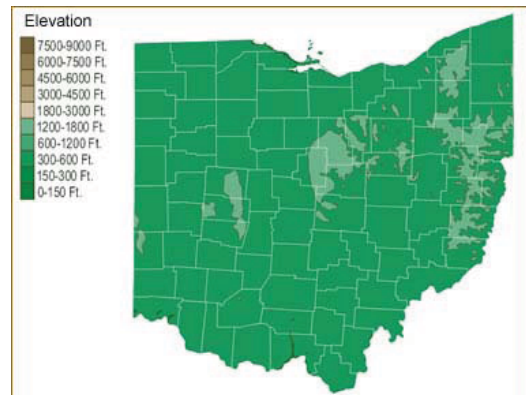 Elevation
7500-9000 Ft.
6000-7500 Ft.
4500-6000 Ft.
3000-4500 Ft.
1800-3000 Ft.
1200-1800 Ft.
600-1200 Ft.
300-600 Ft.
150-300 Ft.
0-150 Ft.